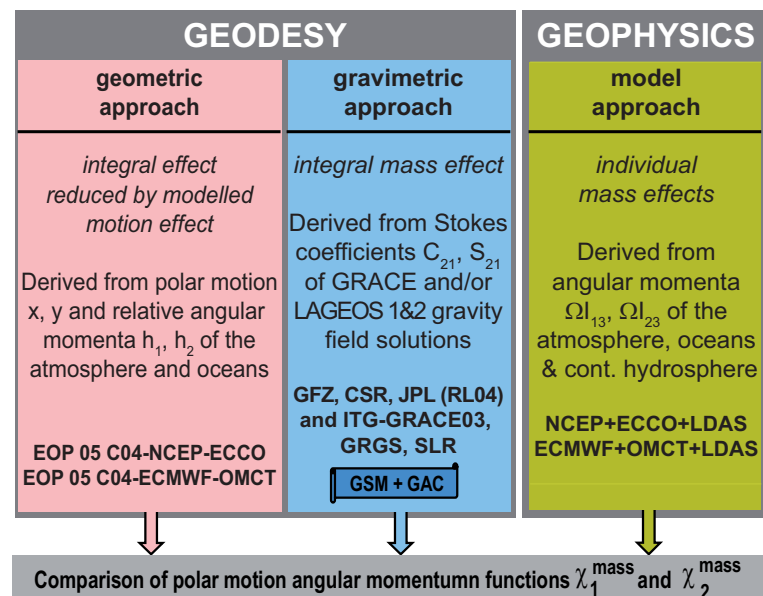 GEODESY
geometric
approach
integral effect
reduced by modelled
motion effect
Derived from polar motion
x, y and relative angular
momenta h₁, h₂ of the
atmosphere and oceans
EOP 05 C04-NCEP-ECCO
EOP 05 C04-ECMWF-OMCT
gravimetric
approach
integral mass effect
Derived from Stokes
coefficients C₂₁, S₂₁
of GRACE and/or
LAGEOS 1&2 gravity
field solutions
GFZ, CSR, JPL (RL04)
and ITG-GRACE03,
GRGS, SLR
GSM + GAC
GEOPHYSICS
model
approach
individual
mass effects
Derived from
angular momenta
ΩI₁₃, ΩI₂₃ of the
atmosphere, oceans
& cont. hydrosphere
NCEP+ECCO+LDAS
ECMWF+OMCT+LDAS
Comparison of polar motion angular momentumn functions χ₁ᵐᵃˢˢ and χ₂ᵐᵃˢˢ